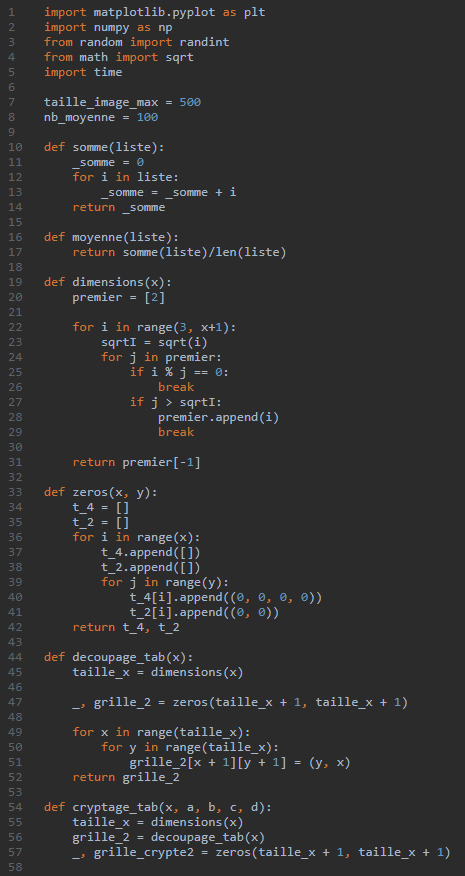 1 import matplotlib.pyplot as plt
2 import numpy as np
3 from random import randint
4 from math import sqrt
5 import time
6
7 taille_image_max = 500
8 nb_moyenne = 100
9
10 def somme(liste):
11     _somme = 0
12     for i in liste:
13         _somme = _somme + i
14     return _somme
15
16 def moyenne(liste):
17     return somme(liste)/len(liste)
18
19 def dimensions(x):
20     premier = [2]
21
22     for i in range(3, x+1):
23         sqrtI = sqrt(i)
24         for j in premier:
25             if i % j == 0:
26                 break
27             if j > sqrtI:
28                 premier.append(i)
29                 break
30
31     return premier[-1]
32
33 def zeros(x, y):
34     t_4 = []
35     t_2 = []
36     for i in range(x):
37         t_4.append([])
38         t_2.append([])
39         for j in range(y):
40             t_4[i].append((0, 0, 0, 0))
41             t_2[i].append((0, 0))
42     return t_4, t_2
43
44 def decoupage_tab(x):
45     taille_x = dimensions(x)
46
47     _, grille_2 = zeros(taille_x + 1, taille_x + 1)
48
49     for x in range(taille_x):
50         for y in range(taille_x):
51             grille_2[x + 1][y + 1] = (y, x)
52     return grille_2
53
54 def cryptage_tab(x, a, b, c, d):
55     taille_x = dimensions(x)
56     grille_2 = decoupage_tab(x)
57     _, grille_crypte2 = zeros(taille_x + 1, taille_x + 1)
58